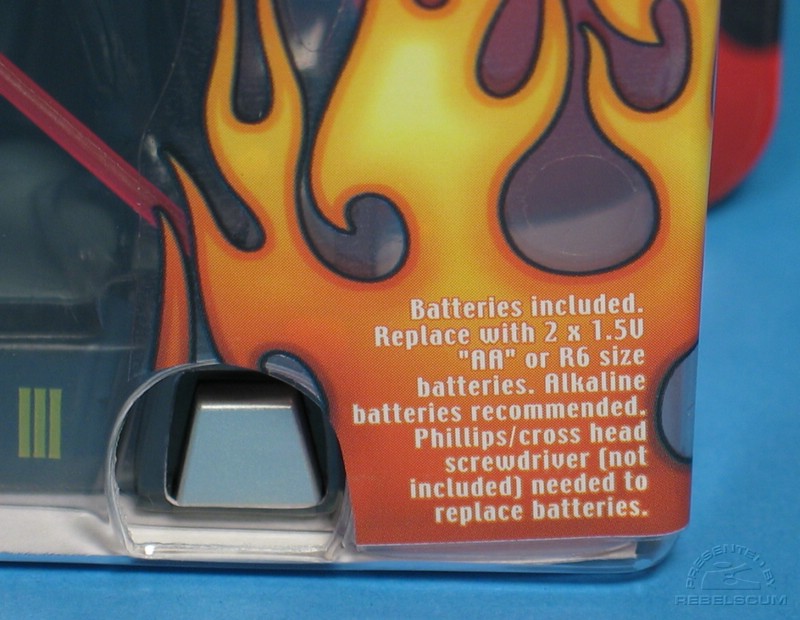 Batteries included.
Replace with 2 x 1.5V
"AA" or R6 size
batteries. Alkaline
batteries recommended.
Phillips/cross head
screwdriver (not
included) needed to
replace batteries.
PRESENTED BY
REBELSCUM